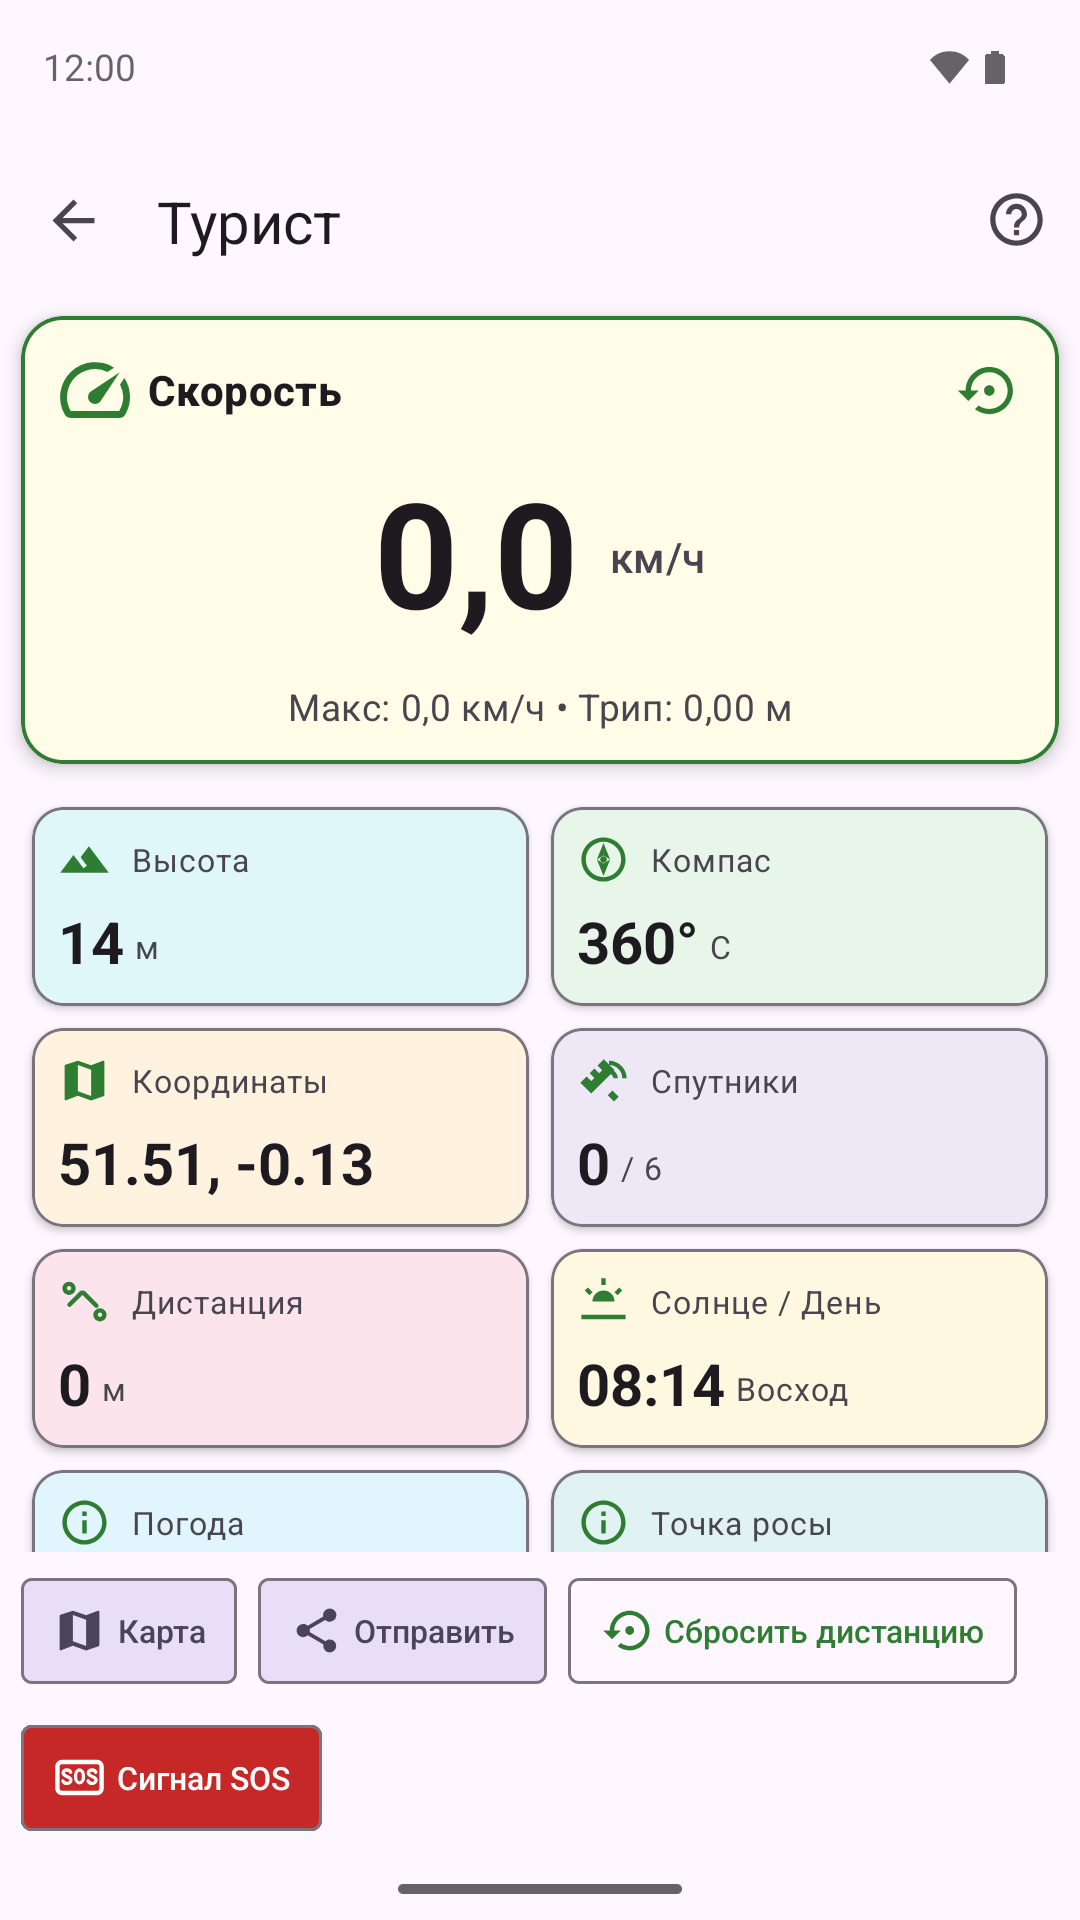 12:00
Турист
Скорость
0,0 км/ч
Макс: 0,0 км/ч • Трип: 0,00 м
Высота
14 м
Компас
360° С
Координаты
51.51, -0.13
Спутники
0 / 6
Дистанция
0 м
Солнце / День
08:14 Восход
Погода
Точка росы
Карта
Отправить
Сбросить дистанцию
SOS Сигнал SOS